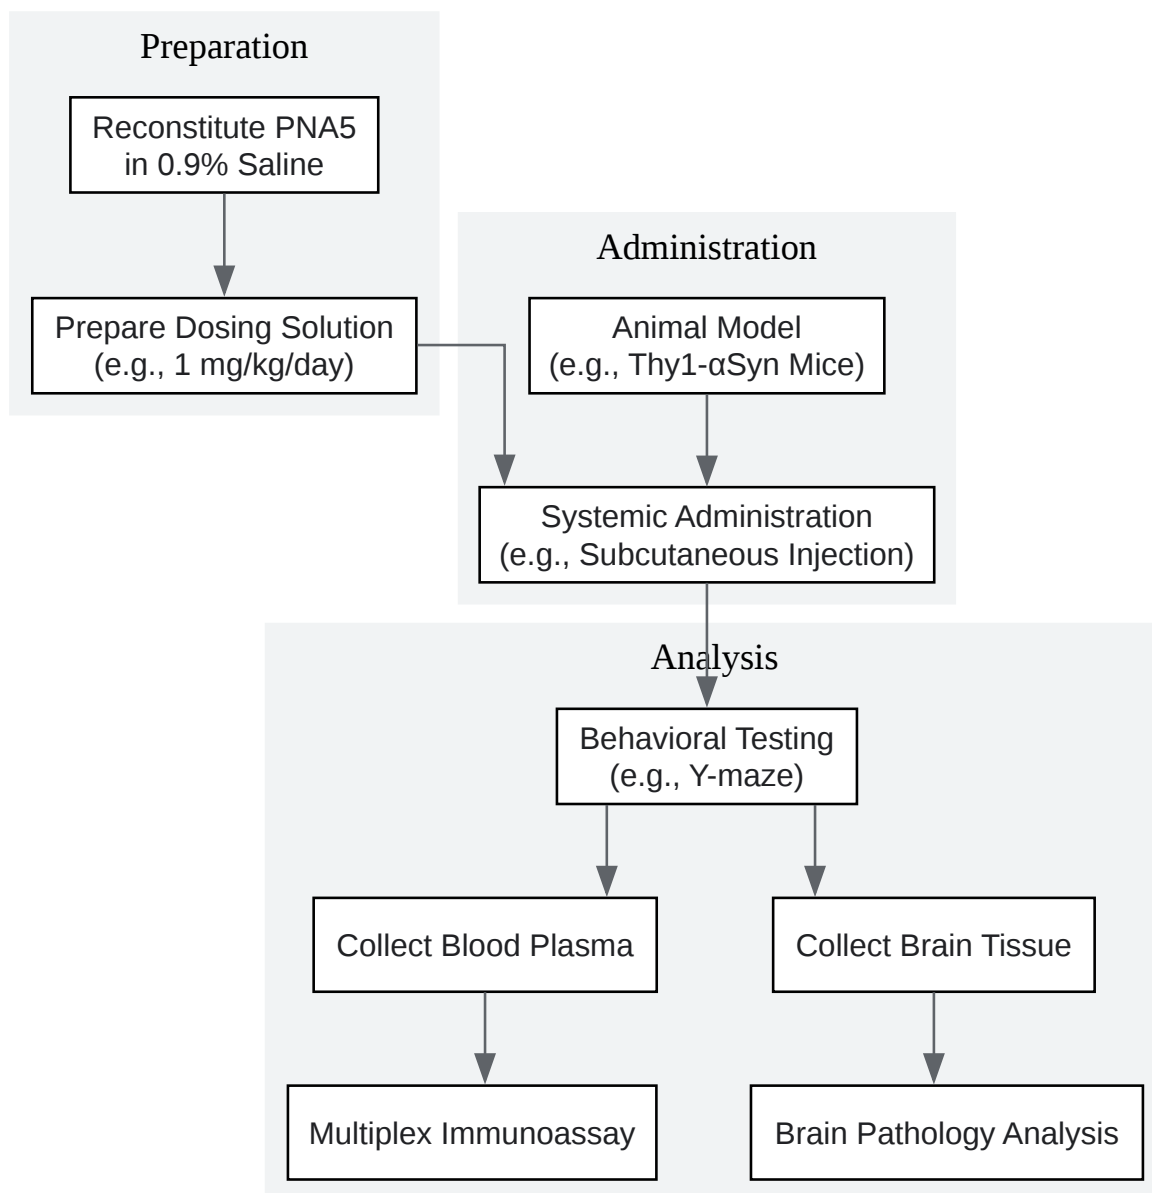 Preparation
Reconstitute PNA5
in 0.9% Saline
Prepare Dosing Solution
(e.g., 1 mg/kg/day)
Administration
Animal Model
(e.g., Thy1-αSyn Mice)
Systemic Administration
(e.g., Subcutaneous Injection)
Analysis
Behavioral Testing
(e.g., Y-maze)
Collect Blood Plasma
Collect Brain Tissue
Multiplex Immunoassay
Brain Pathology Analysis